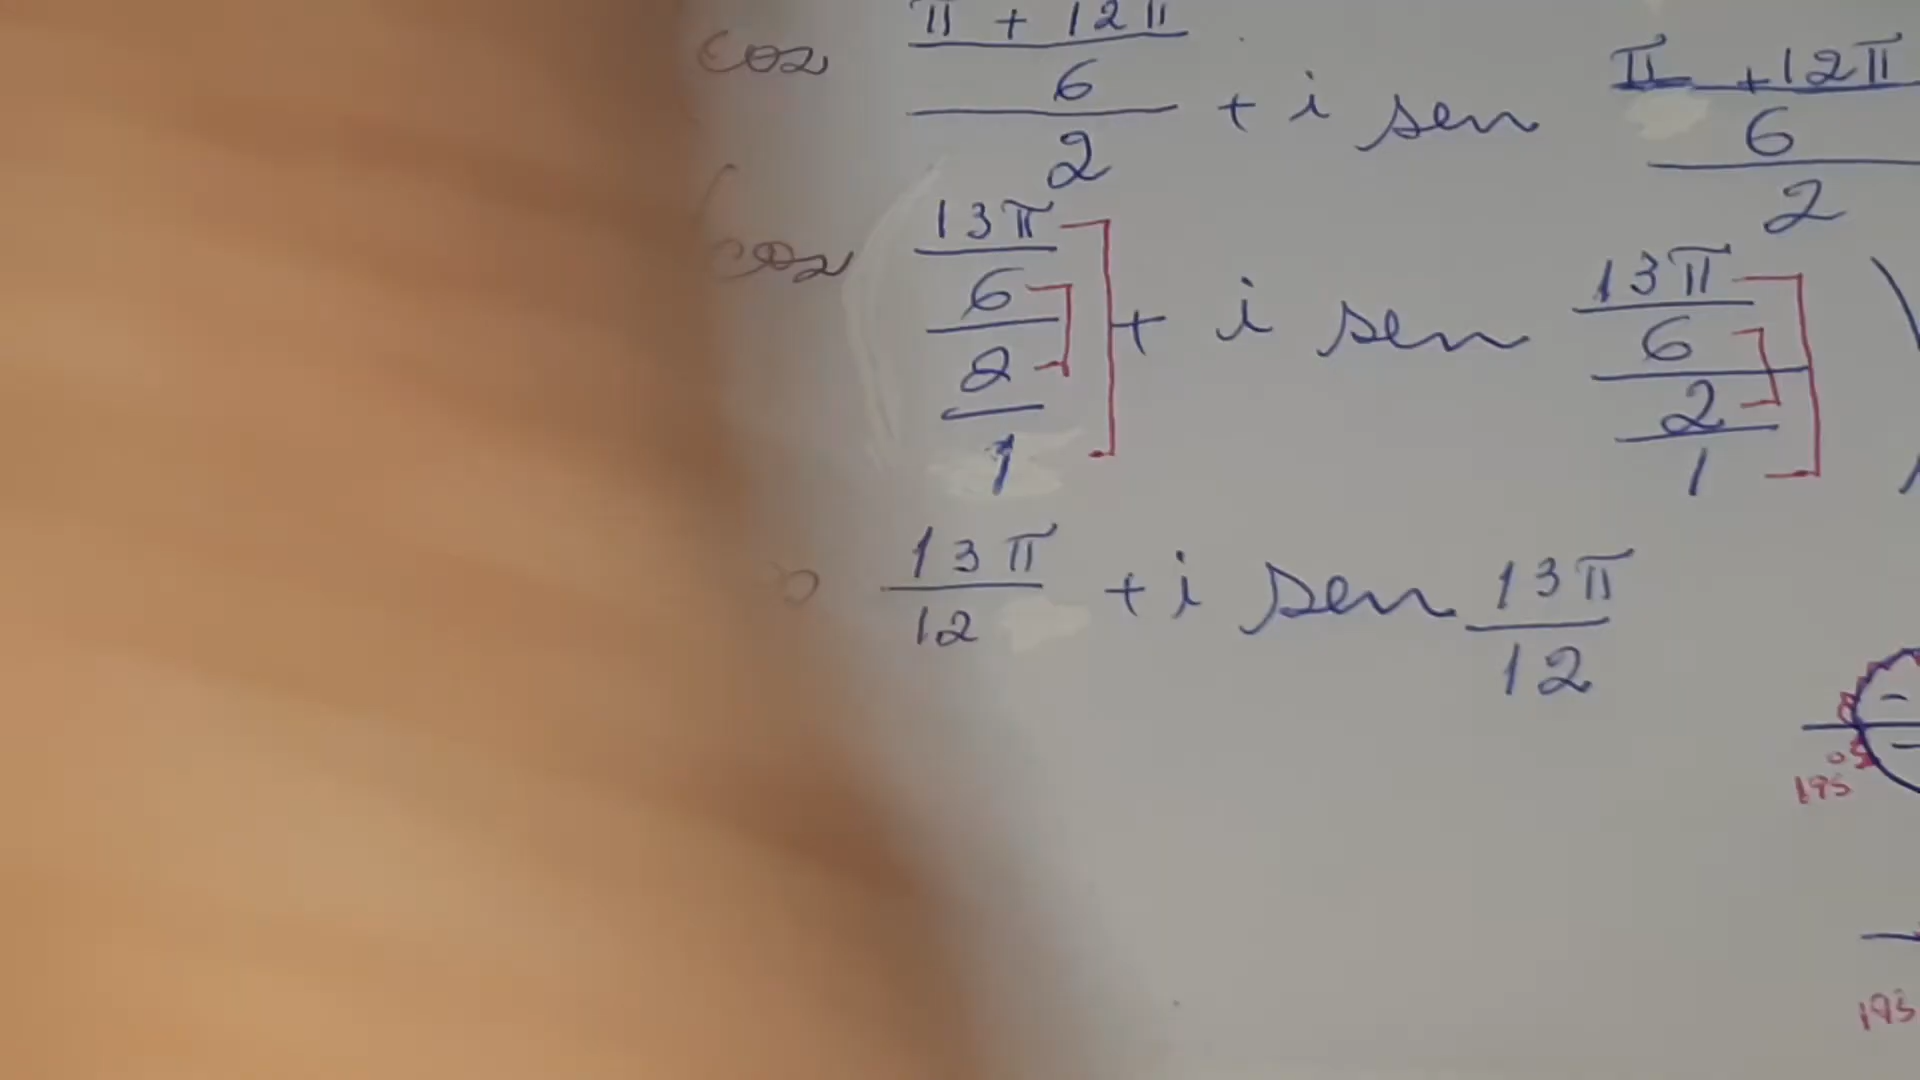 cos π + 12π / 6 / 2 + i sen π + 12π / 6 / 2
cos 13π / 6 / 2 / 1 + i sen 13π / 6 / 2 / 1
13π / 12 + i sen 13π / 12
-
-
195
195